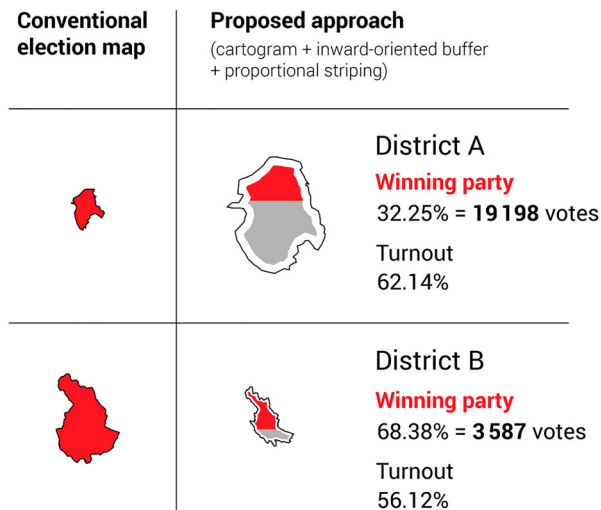 Conventional
election map
Proposed approach
(cartogram + inward-oriented buffer
+ proportional striping)
District A
Winning party
32.25% = 19 198 votes
Turnout
62.14%
District B
Winning party
68.38% = 3 587 votes
Turnout
56.12%